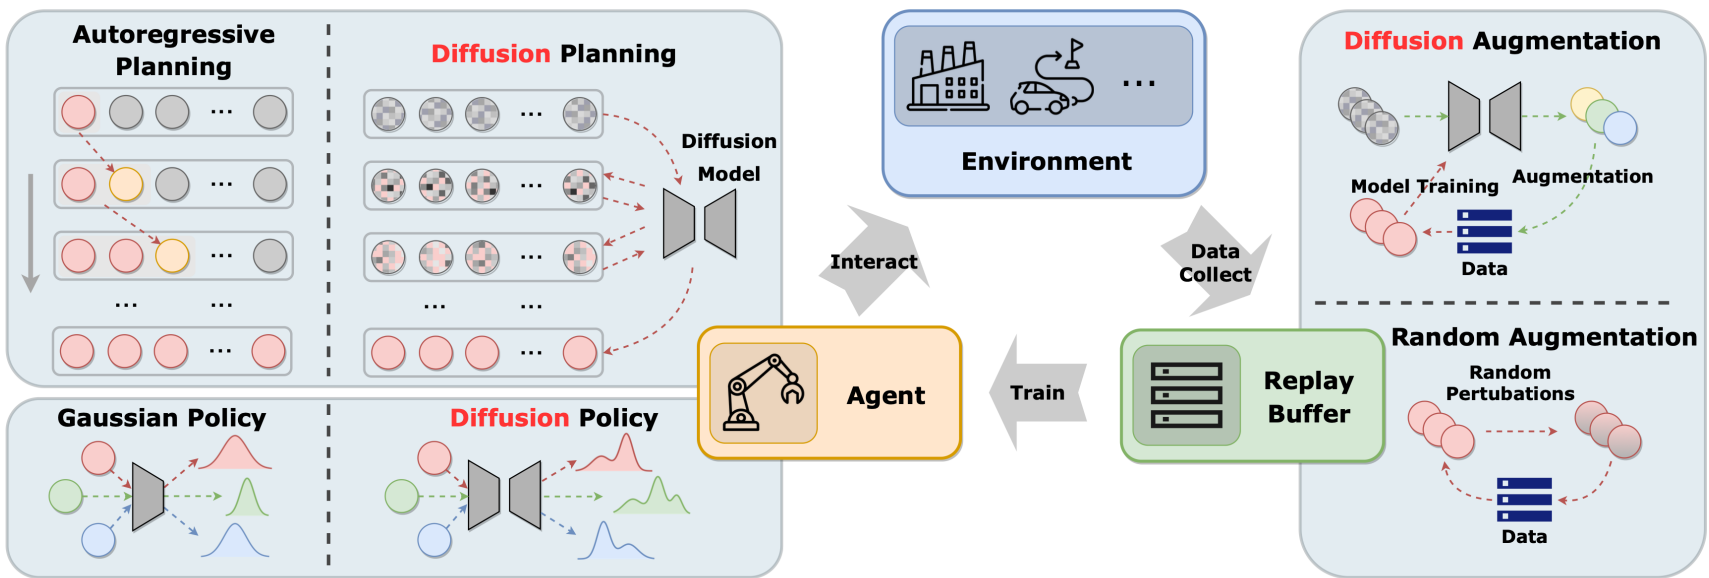 Autoregressive
Planning
...
...
...
... ...
...
Diffusion Planning
...
...
...
... ...
...
Diffusion
Model
Gaussian Policy
Diffusion Policy
...
Environment
Interact
Data
Collect
Agent
Train
Replay
Buffer
Diffusion Augmentation
Model Training
Augmentation
Data
Random Augmentation
Random
Pertubations
Data